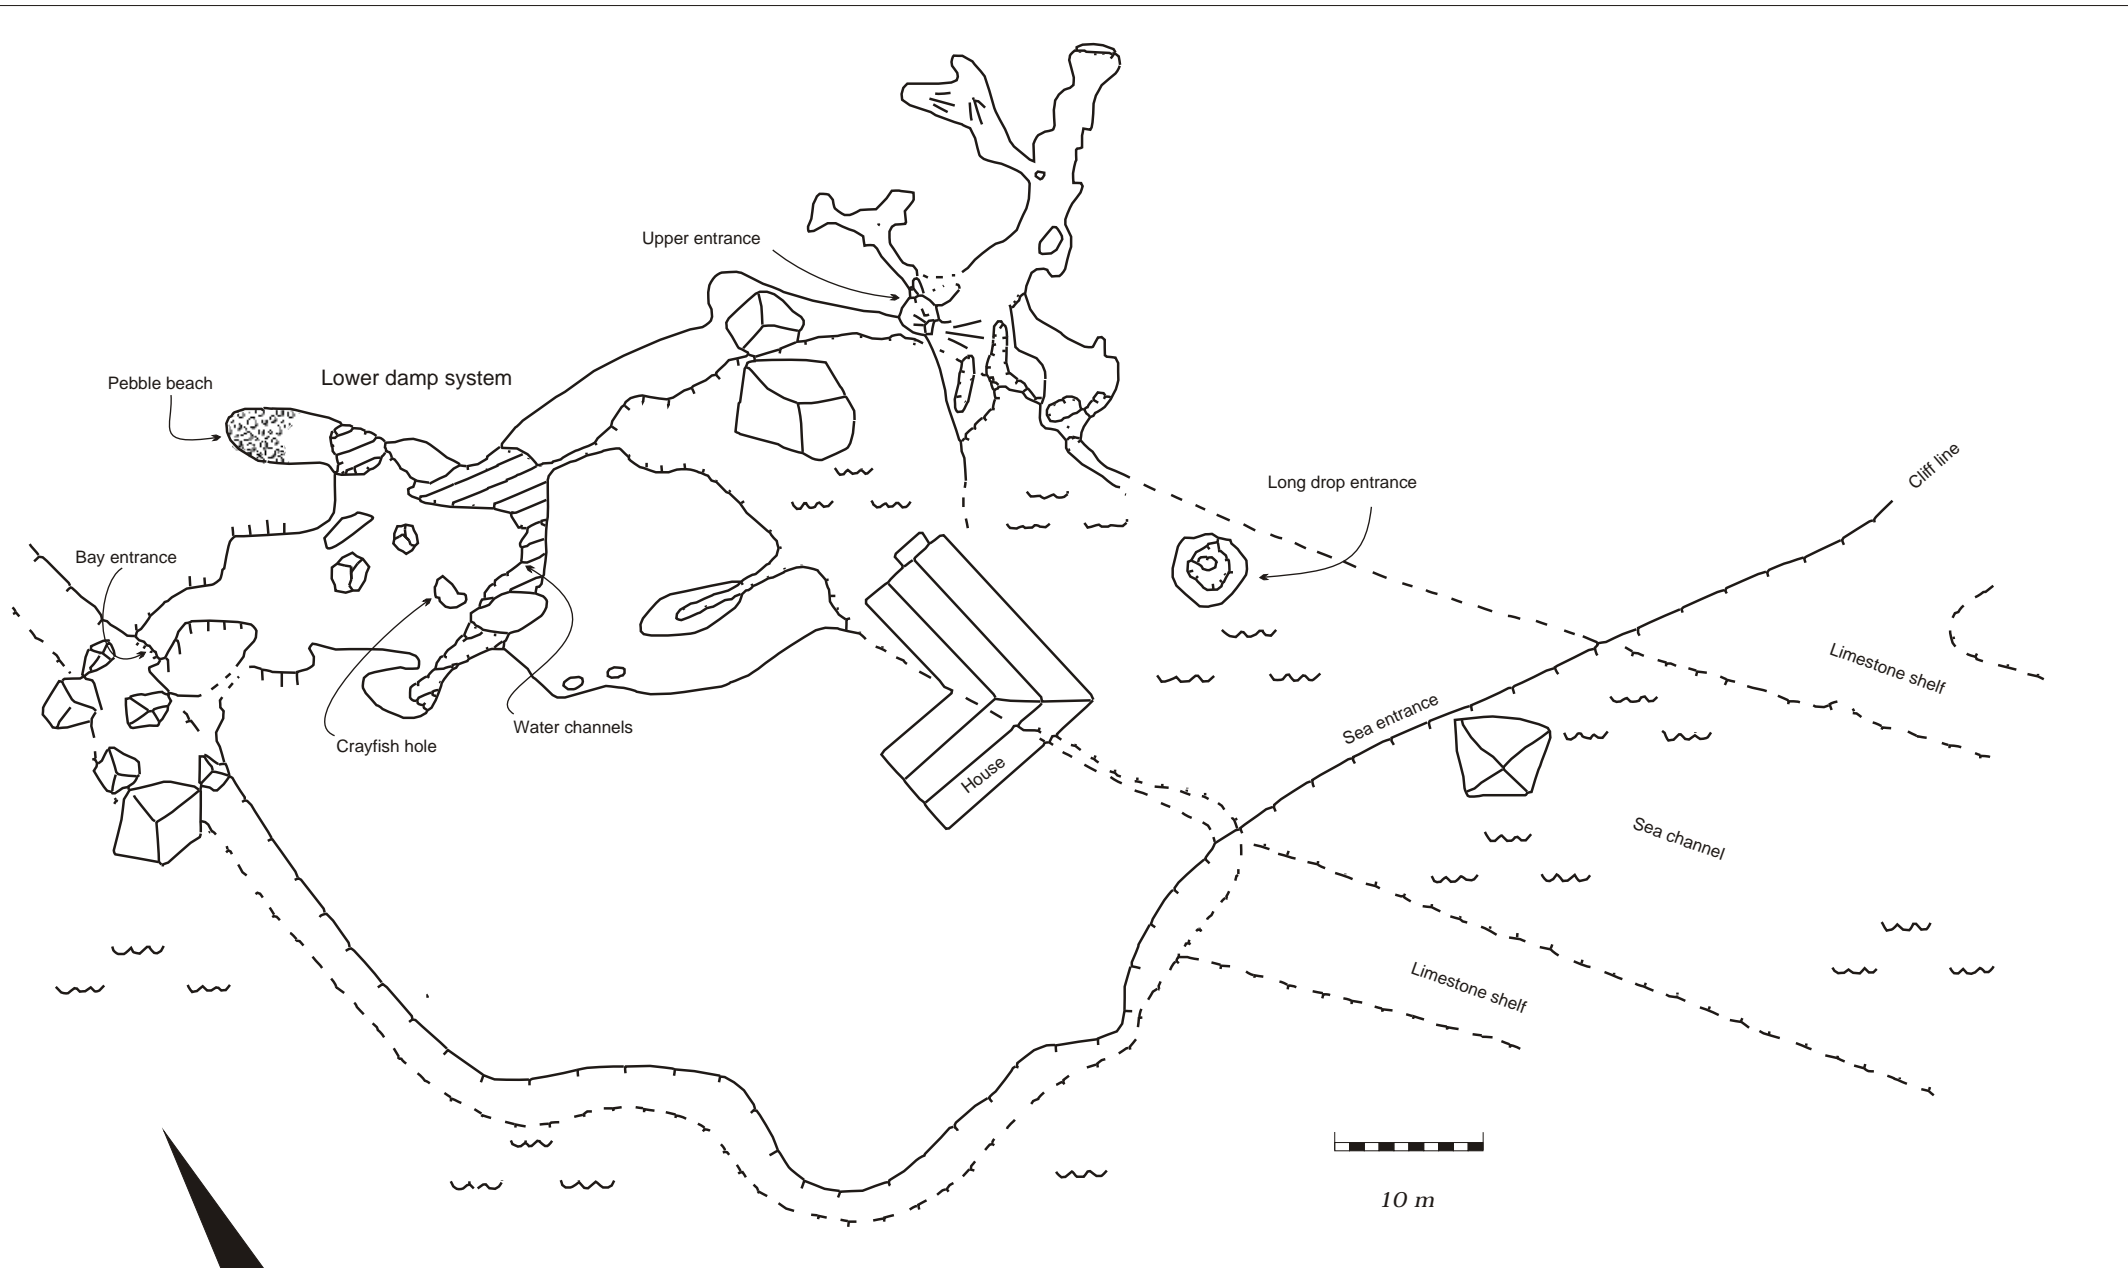 Upper entrance
Pebble beach
Lower damp system
Cliff line
Long drop entrance
Bay entrance
Limestone shelf
Sea entrance
Water channels
Crayfish hole
House
Sea channel
Limestone shelf
10 m